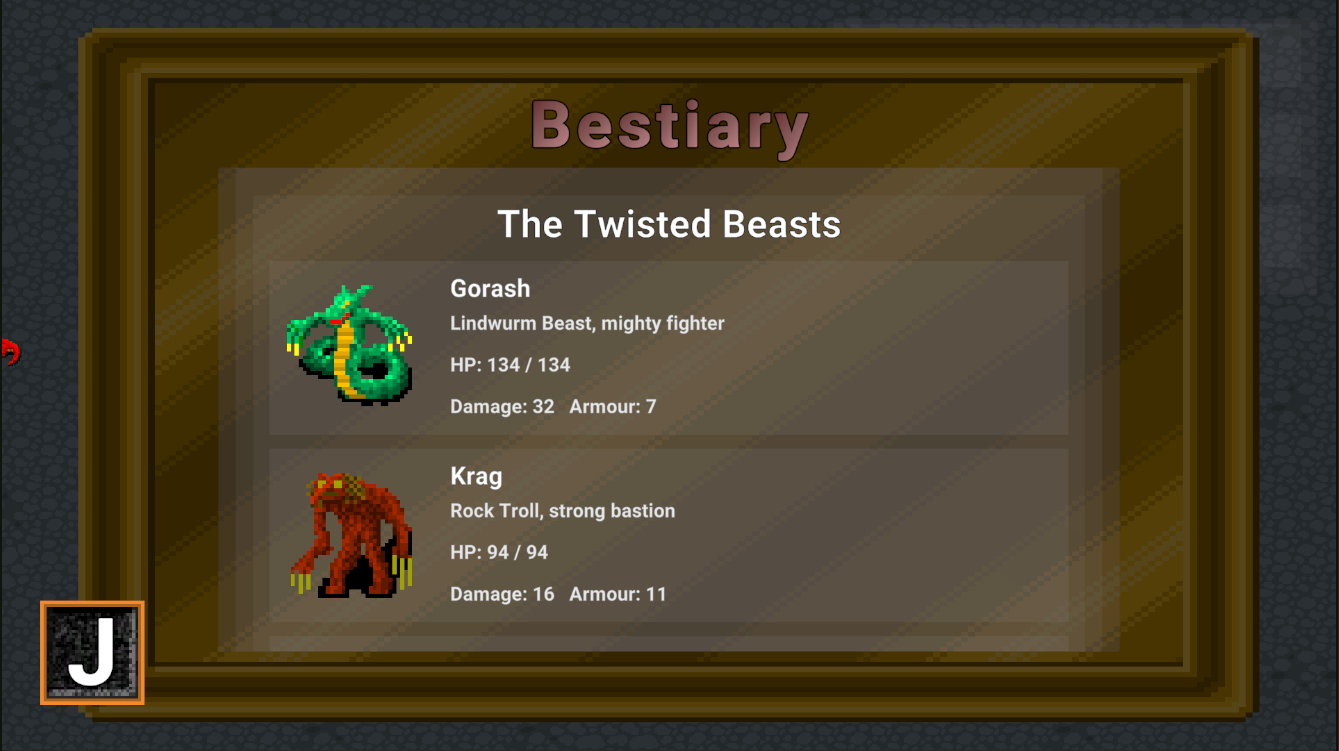 Bestiary
The Twisted Beasts
Gorash
Lindwurm Beast, mighty fighter
HP: 134 / 134
Damage: 32 Armour: 7
Krag
Rock Troll, strong bastion
HP: 94 / 94
Damage: 16 Armour: 11
J